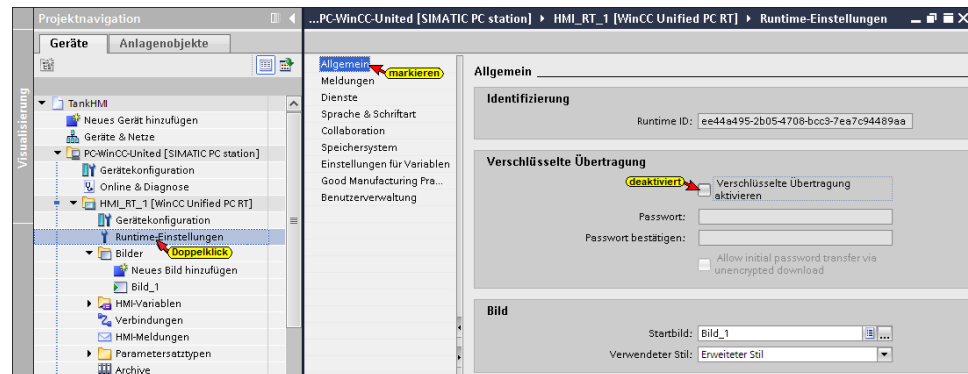 Projektnavigation
...PC-WinCC-United [SIMATIC PC station] ▸ HMI_RT_1 [WinCC Unified PC RT] ▸ Runtime-Einstellungen
Geräte
Anlagenobjekte
Visualisierung
TankHMI
Neues Gerät hinzufügen
Geräte & Netze
PC-WinCC-United [SIMATIC PC station]
Gerätekonfiguration
Online & Diagnose
HMI_RT_1 [WinCC Unified PC RT]
Gerätekonfiguration
Runtime-Einstellungen
Doppelklick
Bilder
Neues Bild hinzufügen
Bild_1
HMI-Variablen
Verbindungen
HMI-Meldungen
Parametersatztypen
Archive
Allgemein
markieren
Meldungen
Dienste
Sprache & Schriftart
Collaboration
Speichersystem
Einstellungen für Variablen
Good Manufacturing Pra...
Benutzerverwaltung
Allgemein
Identifizierung
Runtime ID: ee44a495-2b05-4708-bcc3-7ea7c94489aa
Verschlüsselte Übertragung
deaktiviert
Verschlüsselte Übertragung
aktivieren
Passwort:
Passwort bestätigen:
Allow initial password transfer via
unencrypted download
Bild
Startbild: Bild_1
...
Verwendeter Stil: Erweiteter Stil